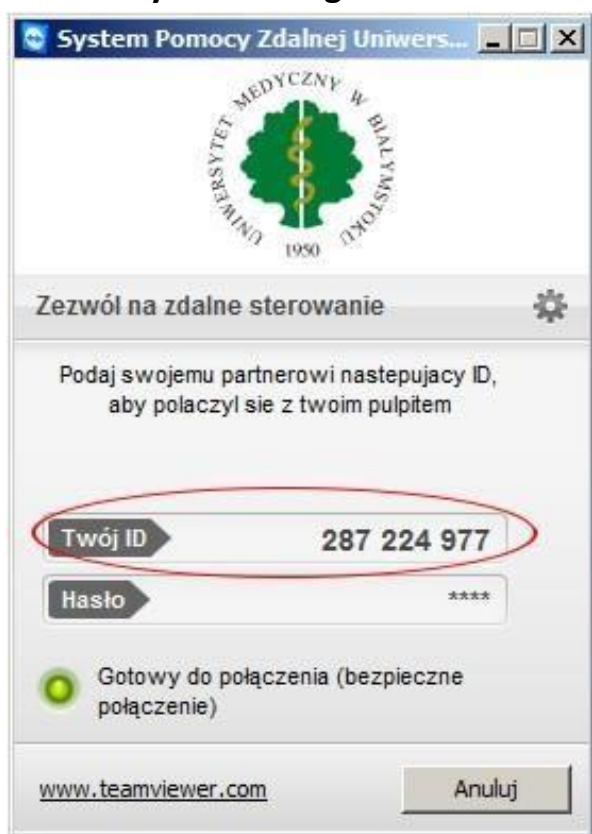 System Pomocy Zdalnej Uniwers...
UNIWERSYTET MEDYCZNY W BIAŁYMSTOKU
1950
Zezwól na zdalne sterowanie
Podaj swojemu partnerowi nastepujacy ID,
aby polaczyl sie z twoim pulpitem
Twój ID 287 224 977
Hasło ****
Gotowy do połączenia (bezpieczne
połączenie)
www.teamviewer.com Anuluj